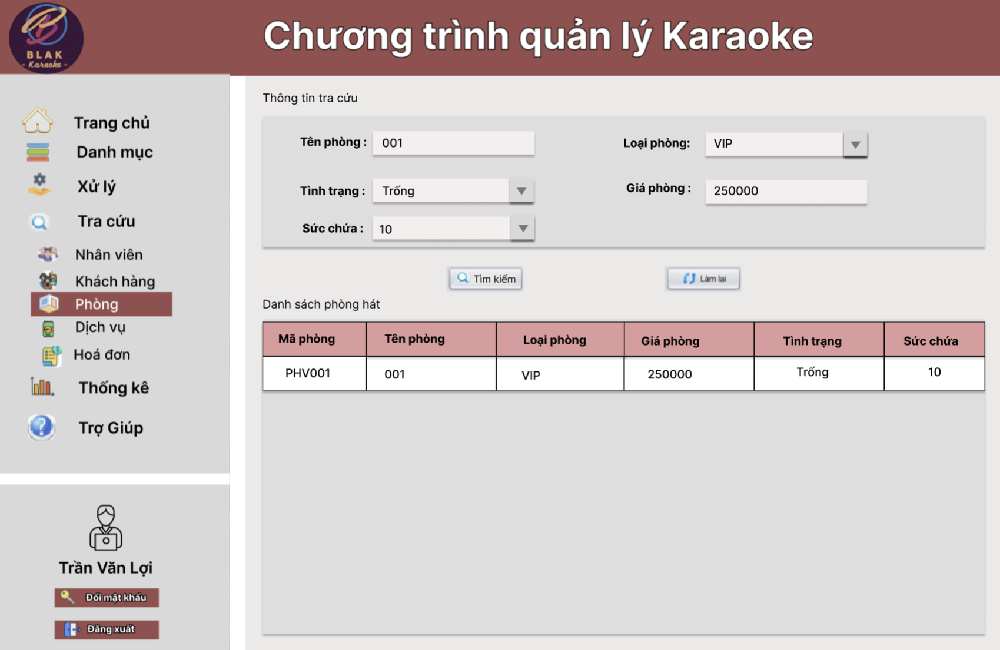 BLAK
- Karaoke -
Chương trình quản lý Karaoke
Trang chủ
Danh mục
Xử lý
Tra cứu
Nhân viên
Khách hàng
Phòng
Dịch vụ
Hoá đơn
Thống kê
Trợ Giúp
Trần Văn Lợi
Đổi mật khẩu
Đăng xuất
Thông tin tra cứu
Tên phòng : 001 Loại phòng: VIP
Tình trạng : Trống Giá phòng : 250000
Sức chứa : 10
Tìm kiếm Làm lại
Danh sách phòng hát
Mã phòng Tên phòng Loại phòng Giá phòng Tình trạng Sức chứa
PHV001 001 VIP 250000 Trống 10